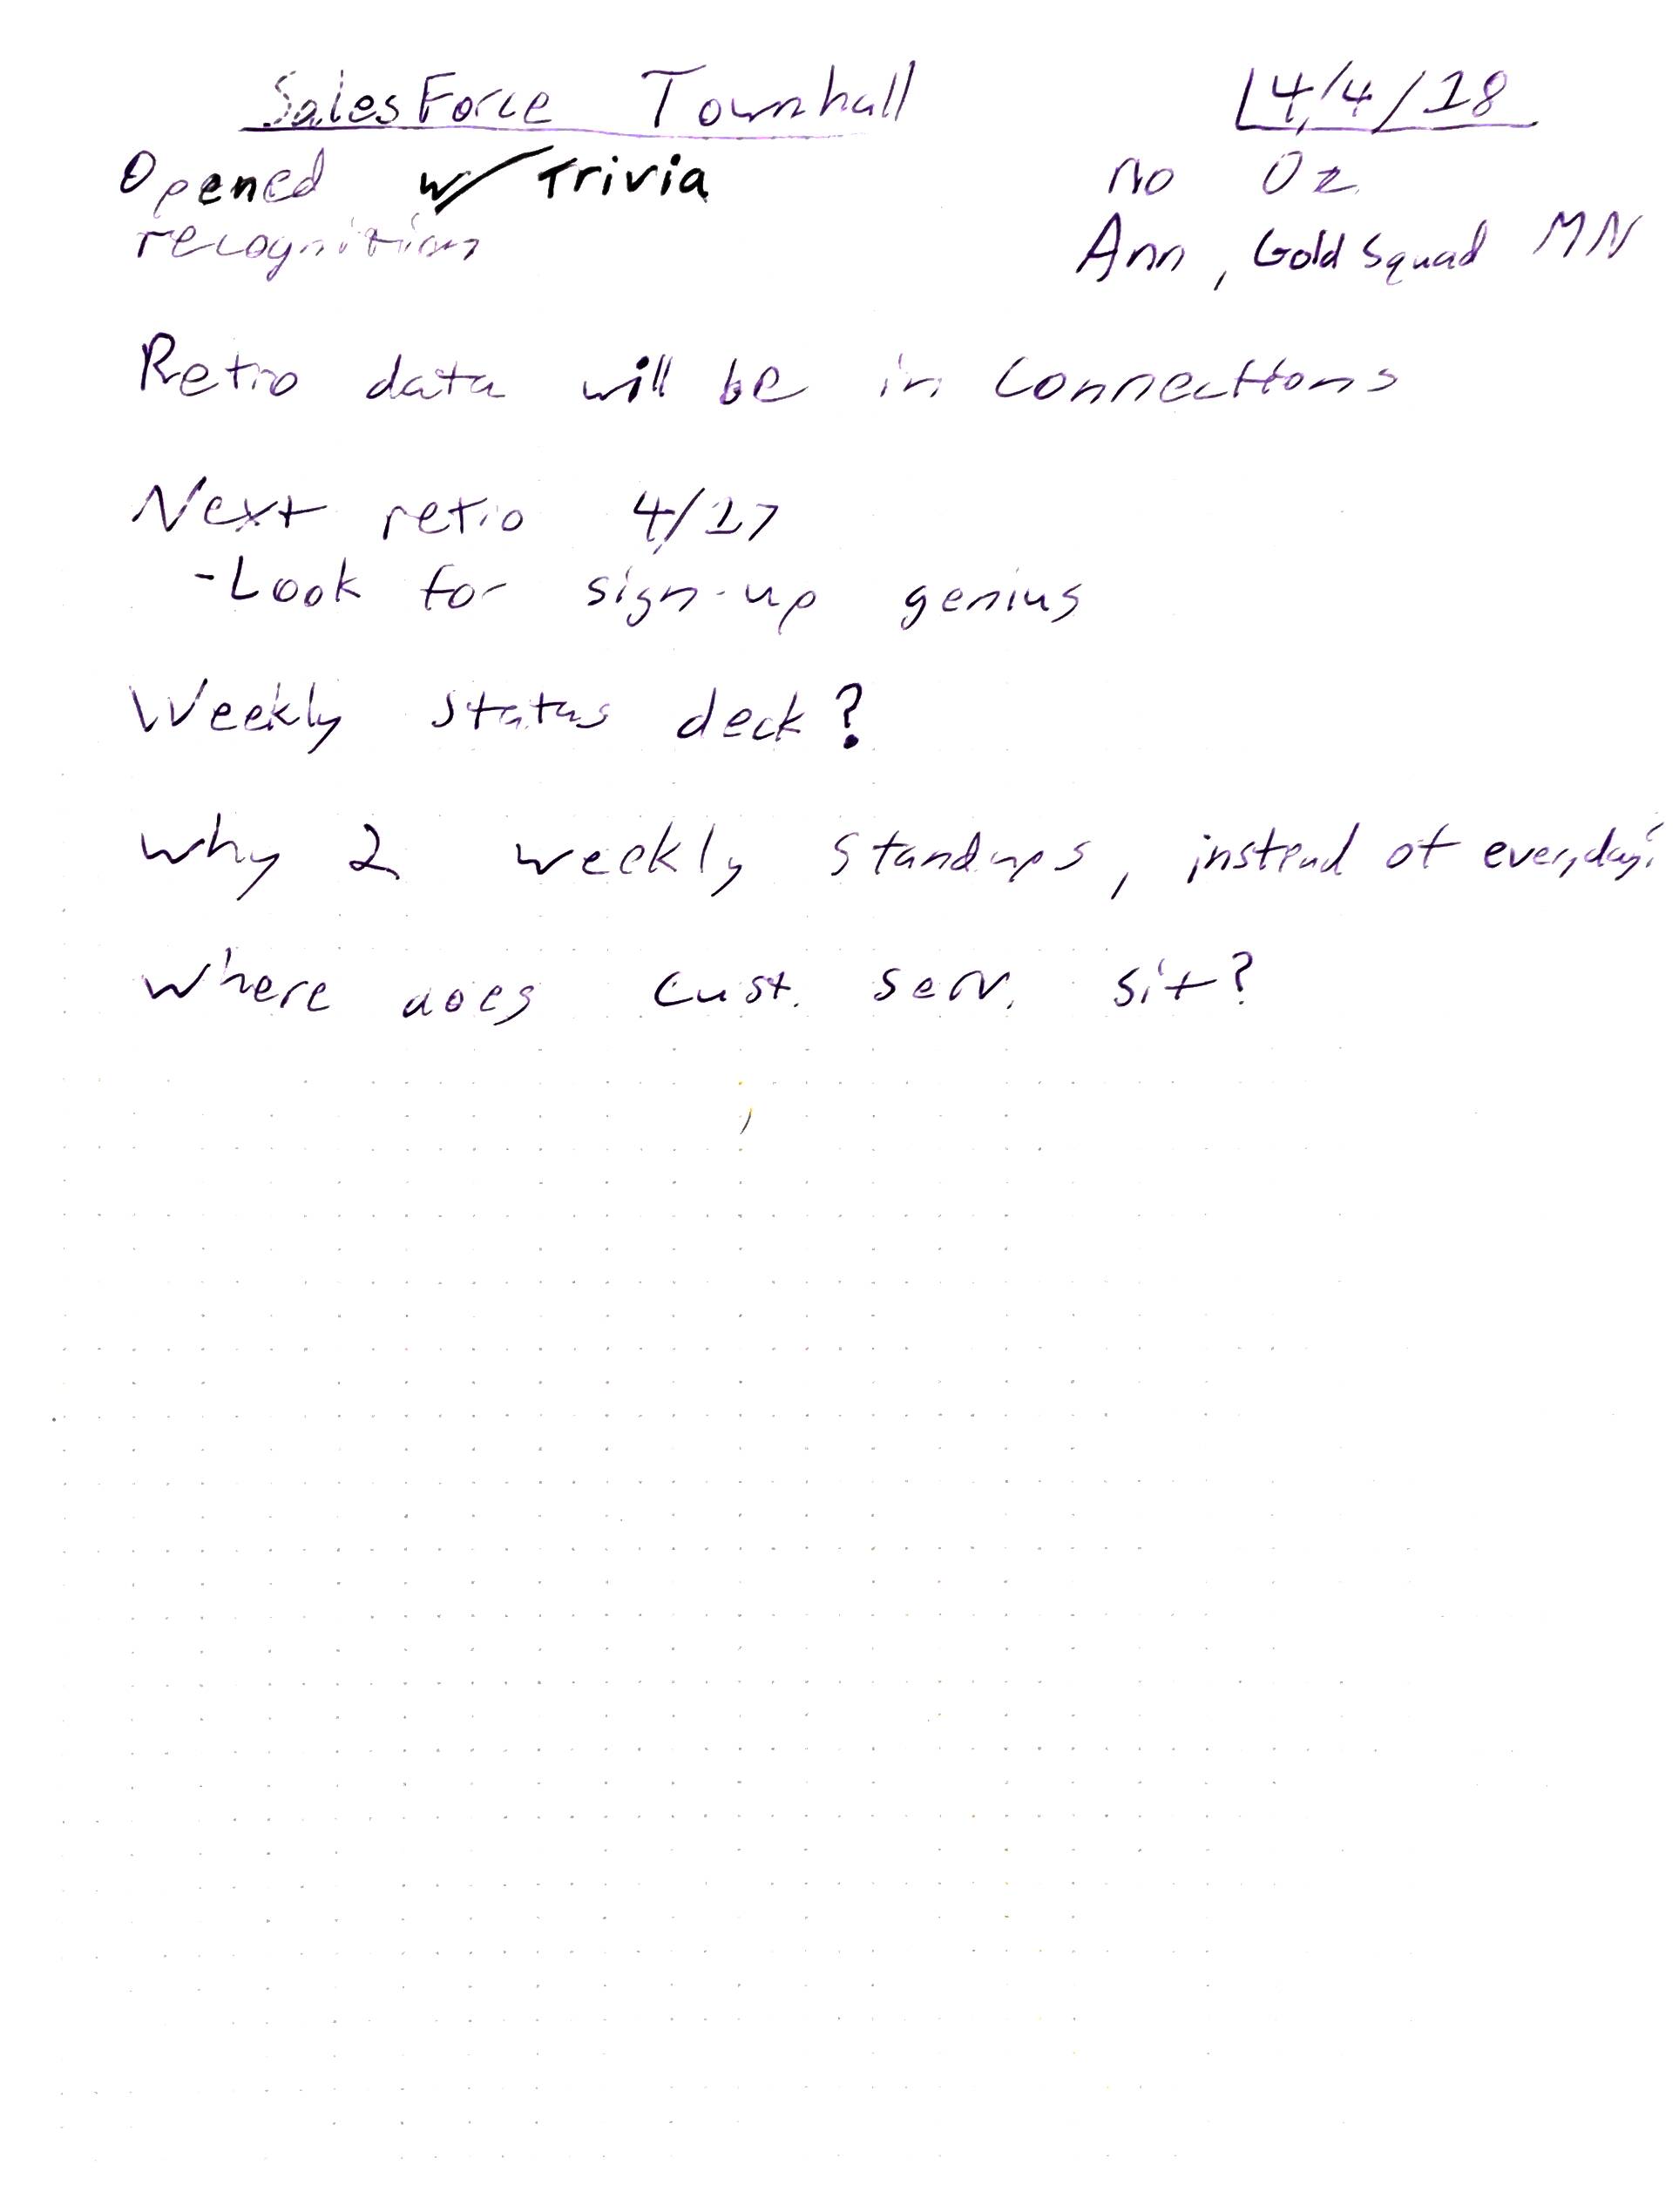 SalesForce Townhall 4/4/18
Opened w/ Trivia no Oz
recognition Ann, Gold Squad MN
Retro data will be in connections
Next retro 4/17
-Look for sign-up genius
Weekly status deck?
why 2 weekly standups, instead of everyday?
where does cust. serv. sit?